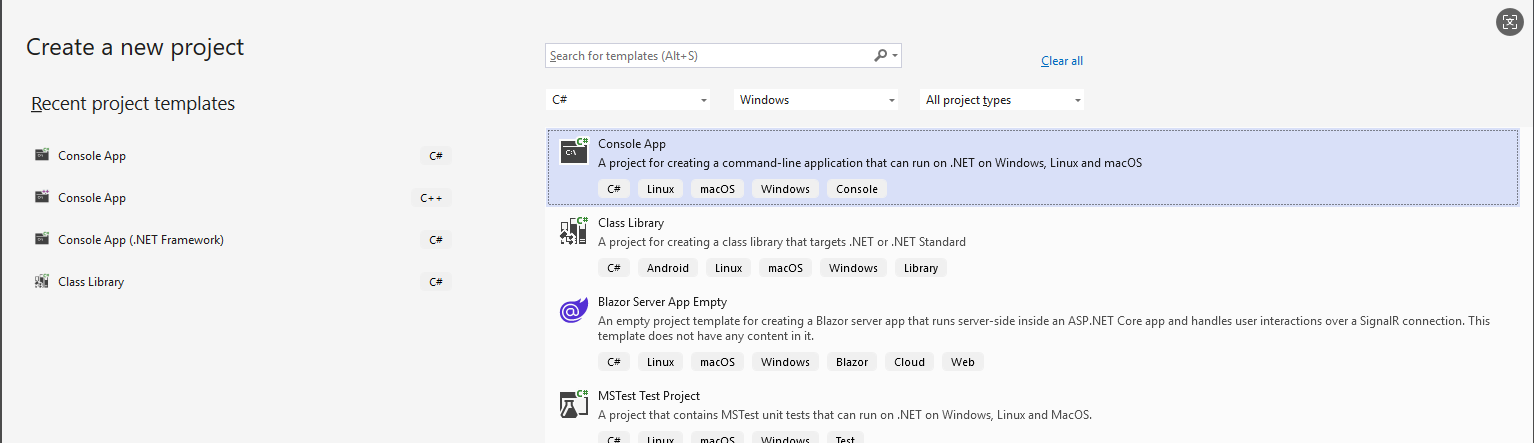 Create a new project
Recent project templates
Console App C#
Console App C++
Console App (.NET Framework) C#
Class Library C#
Search for templates (Alt+S)
Clear all
C# Windows All project types
Console App
A project for creating a command-line application that can run on .NET on Windows, Linux and macOS
C# Linux macOS Windows Console
Class Library
A project for creating a class library that targets .NET or .NET Standard
C# Android Linux macOS Windows Library
Blazor Server App Empty
An empty project template for creating a Blazor server app that runs server-side inside an ASP.NET Core app and handles user interactions over a SignalR connection. This
template does not have any content in it.
C# Linux macOS Windows Blazor Cloud Web
MSTest Test Project
A project that contains MSTest unit tests that can run on .NET on Windows, Linux and MacOS.
C# Linux macOS Windows Test